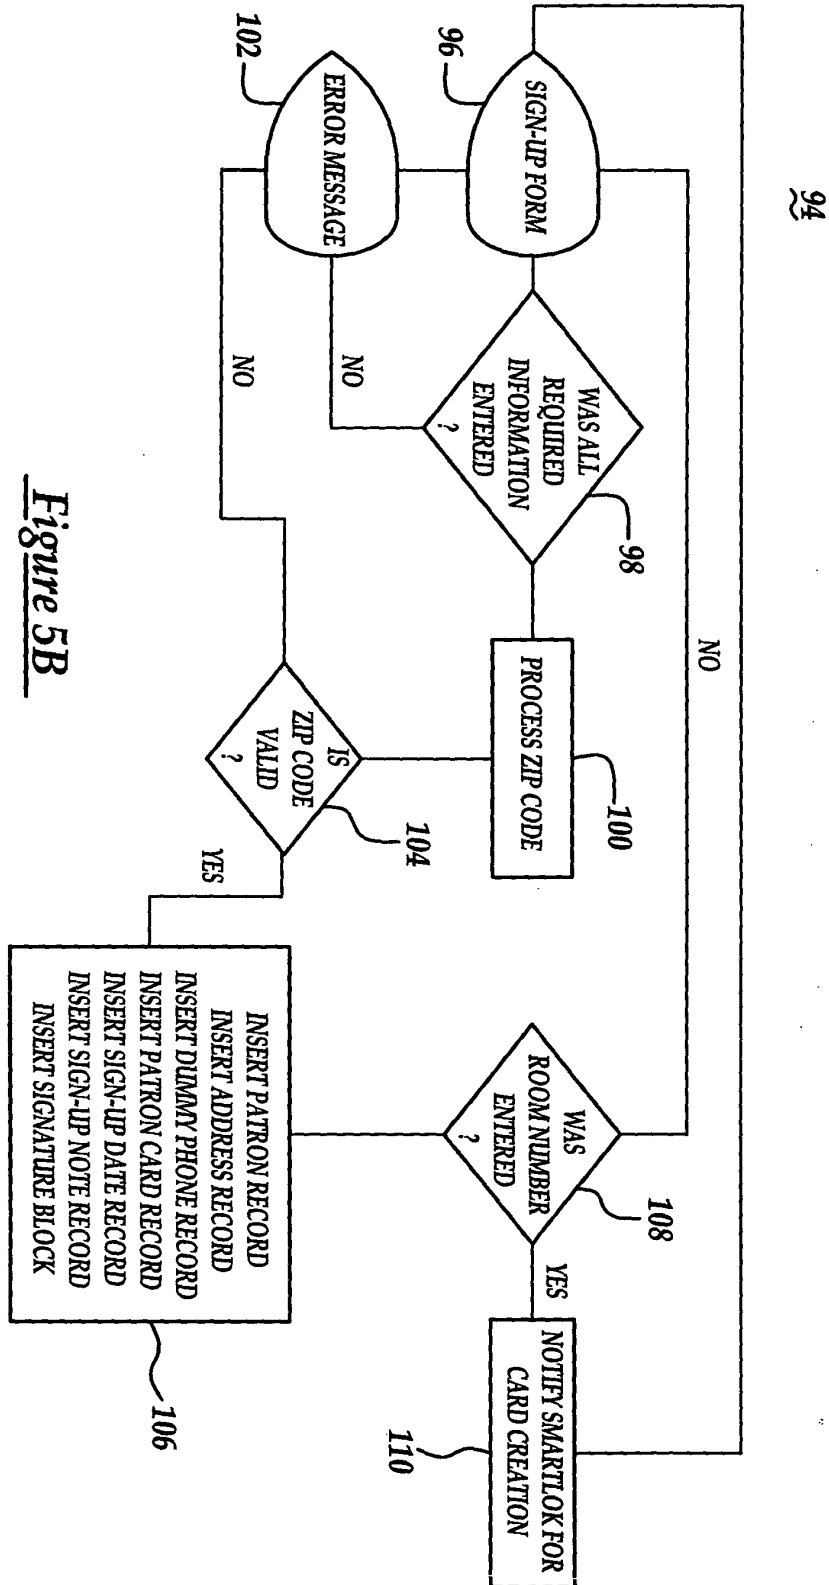 94
96
SIGN-UP FORM
102
ERROR MESSAGE
WAS ALL
REQUIRED
INFORMATION
ENTERED
?
98
NO
NO
PROCESS ZIP CODE
100
IS
ZIP CODE
VALID
?
104
YES
NO
INSERT PATRON RECORD
INSERT ADDRESS RECORD
INSERT DUMMY PHONE RECORD
INSERT PATRON CARD RECORD
INSERT SIGN-UP DATE RECORD
INSERT SIGN-UP NOTE RECORD
INSERT SIGNATURE BLOCK
106
WAS
ROOM NUMBER
ENTERED
?
108
YES
NOTIFY SMARTLOK FOR
CARD CREATION
110
Figure 5B